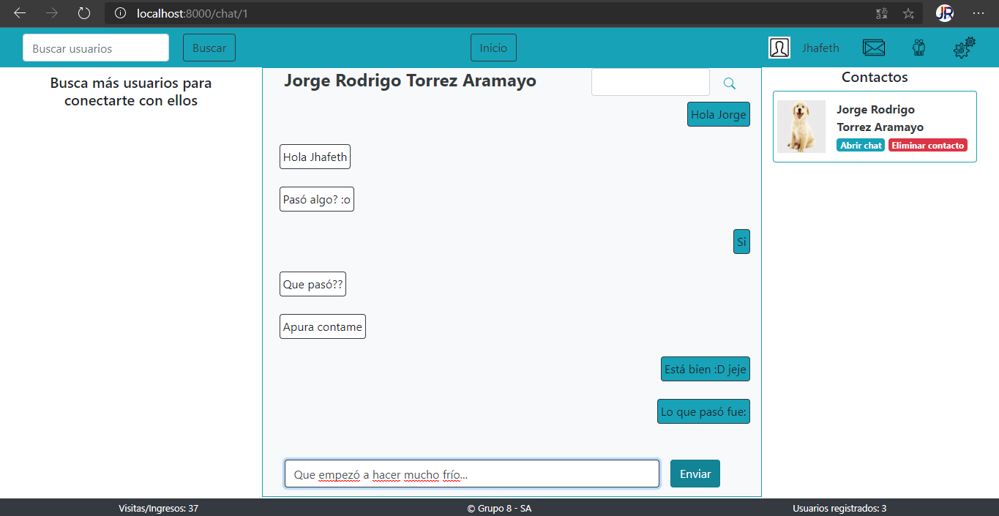 localhost:8000/chat/1
JR
Buscar usuarios
Buscar
Inicio
Jhafeth
Busca más usuarios para
conectarte con ellos
Jorge Rodrigo Torrez Aramayo
Hola Jorge
Hola Jhafeth
Pasó algo? :o
Si
Que pasó??
Apura contame
Está bien :D jeje
Lo que pasó fue:
Que empezó a hacer mucho frío...
Enviar
Contactos
Jorge Rodrigo
Torrez Aramayo
Abrir chat Eliminar contacto
Visitas/Ingresos: 37
© Grupo 8 - SA
Usuarios registrados: 3